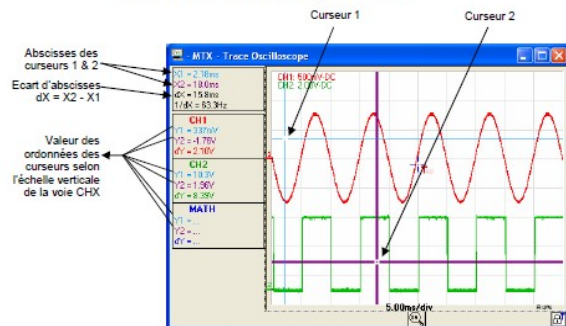 Curseur 1
Curseur 2
Abscisses des
curseurs 1 & 2
Ecart d'abscisses
dX = X2 - X1
Valeur des
ordonnées des
curseurs selon
l'échelle verticale
de la voie CHX
MTX - Trace Oscilloscope
X1 = 2.18ms
X2 = 18.0ms
dX = 15.8ms
1/dX = 63.3Hz
CH1
Y1 = 337mV
Y2 = -1.76V
dY = 2.10V
CH2
Y1 = 10.3V
Y2 = 1.96V
dY = 8.39V
MATH
Y1 = ...
Y2 = ...
dY = ...
CH1: 500mV-DC
CH2: 2.00V-DC
5.00ms/div